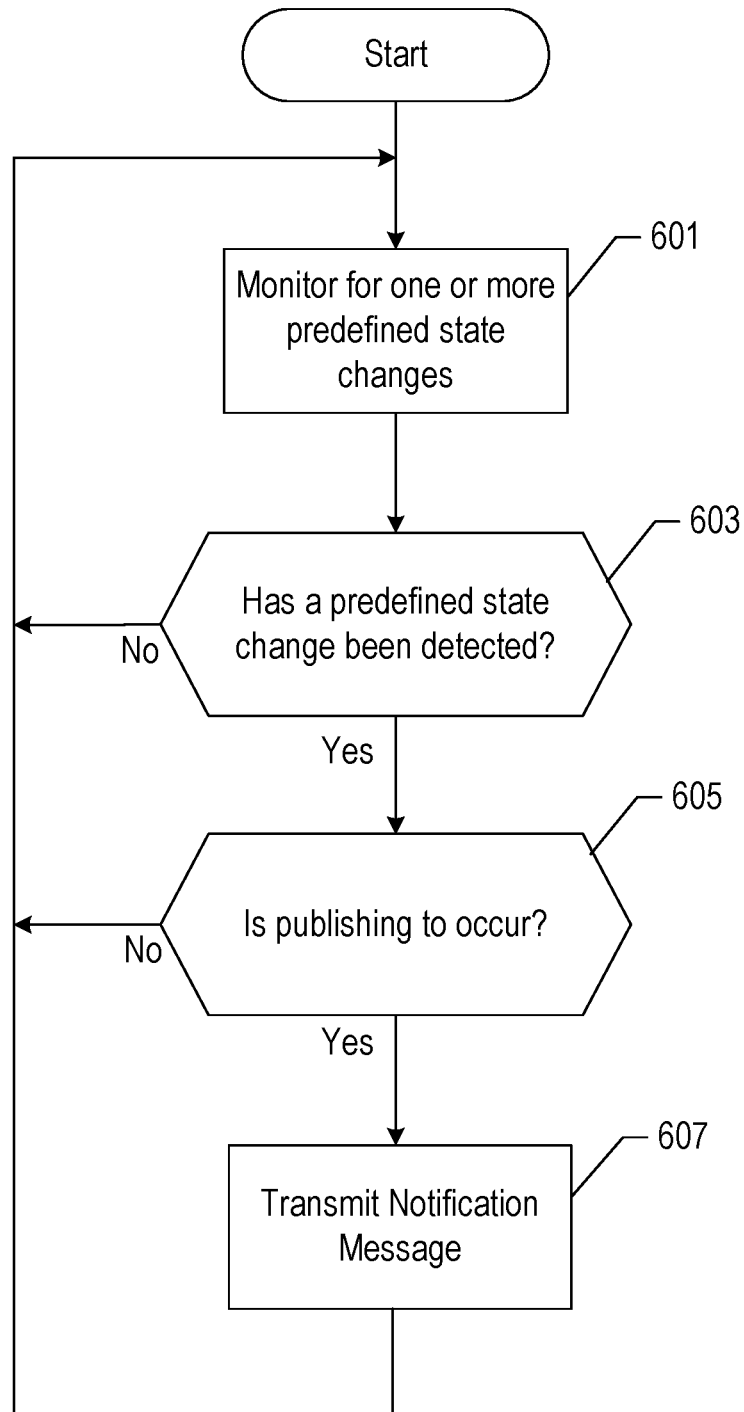 Start
601
Monitor for one or more
predefined state
changes
603
Has a predefined state
change been detected?
No
Yes
605
Is publishing to occur?
No
Yes
607
Transmit Notification
Message